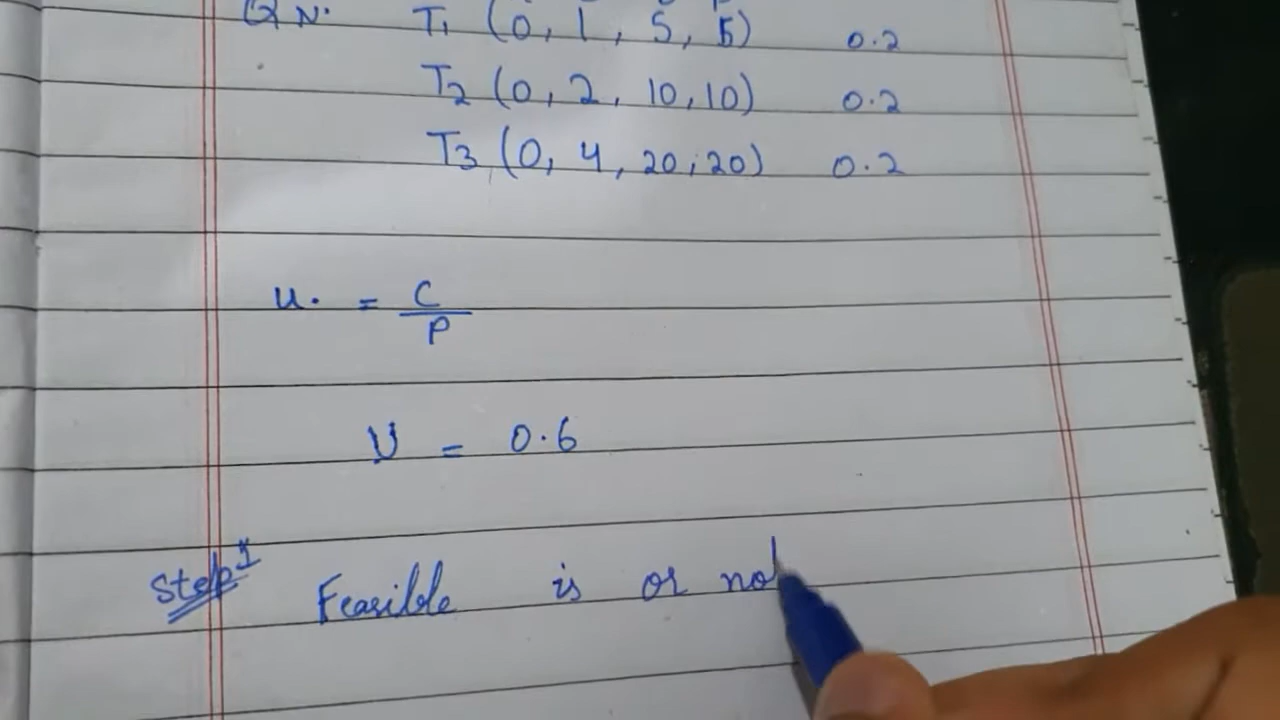 Q N. T1 (0, 1, 5, 5) 0.2
T2 (0, 2, 10, 10) 0.2
T3 (0, 4, 20, 20) 0.2
u. = C
P
U = 0.6
Step 1 Feasible is or not